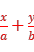 x/a + y/b